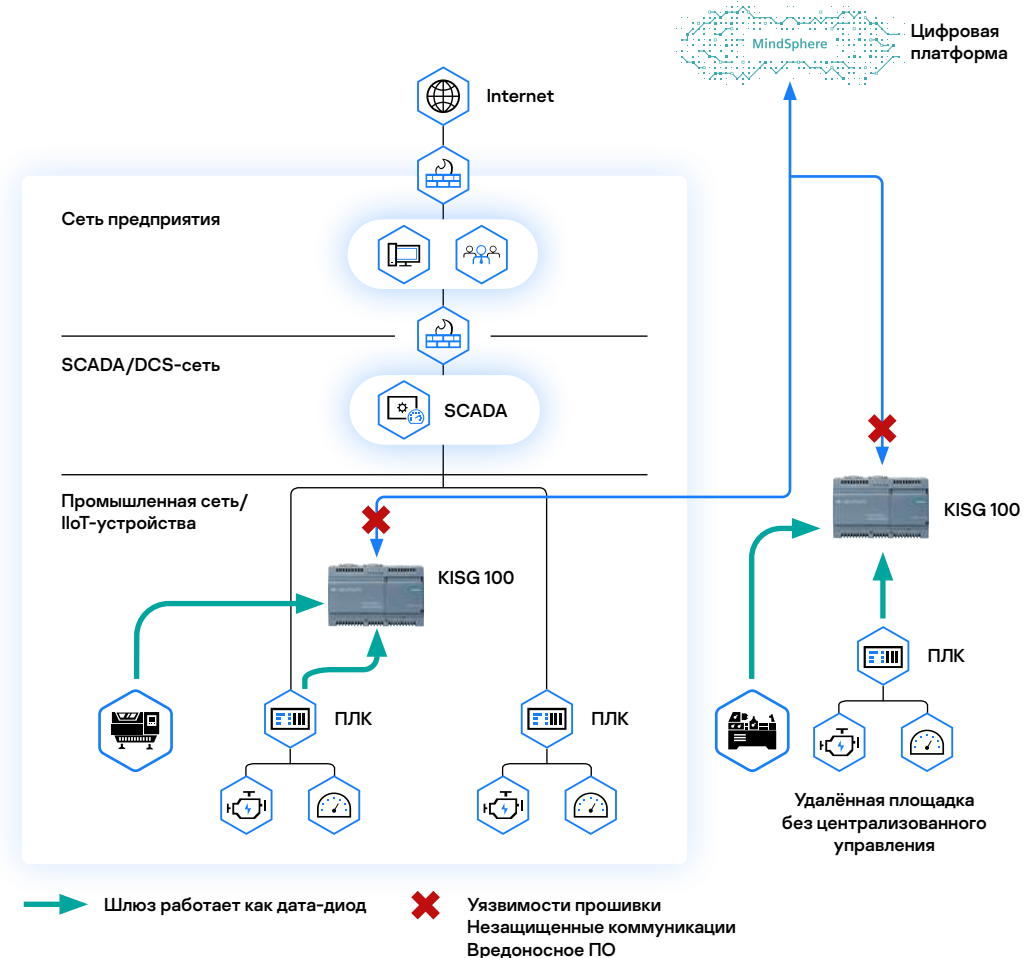 MindSphere
Цифровая
платформа
Internet
Сеть предприятия
SCADA/DCS-сеть
SCADA
Промышленная сеть/
IIoT-устройства
KISG 100
KISG 100
ПЛК
ПЛК
ПЛК
Удалённая площадка
без централизованного
управления
Шлюз работает как дата-диод
Уязвимости прошивки
Незащищенные коммуникации
Вредоносное ПО